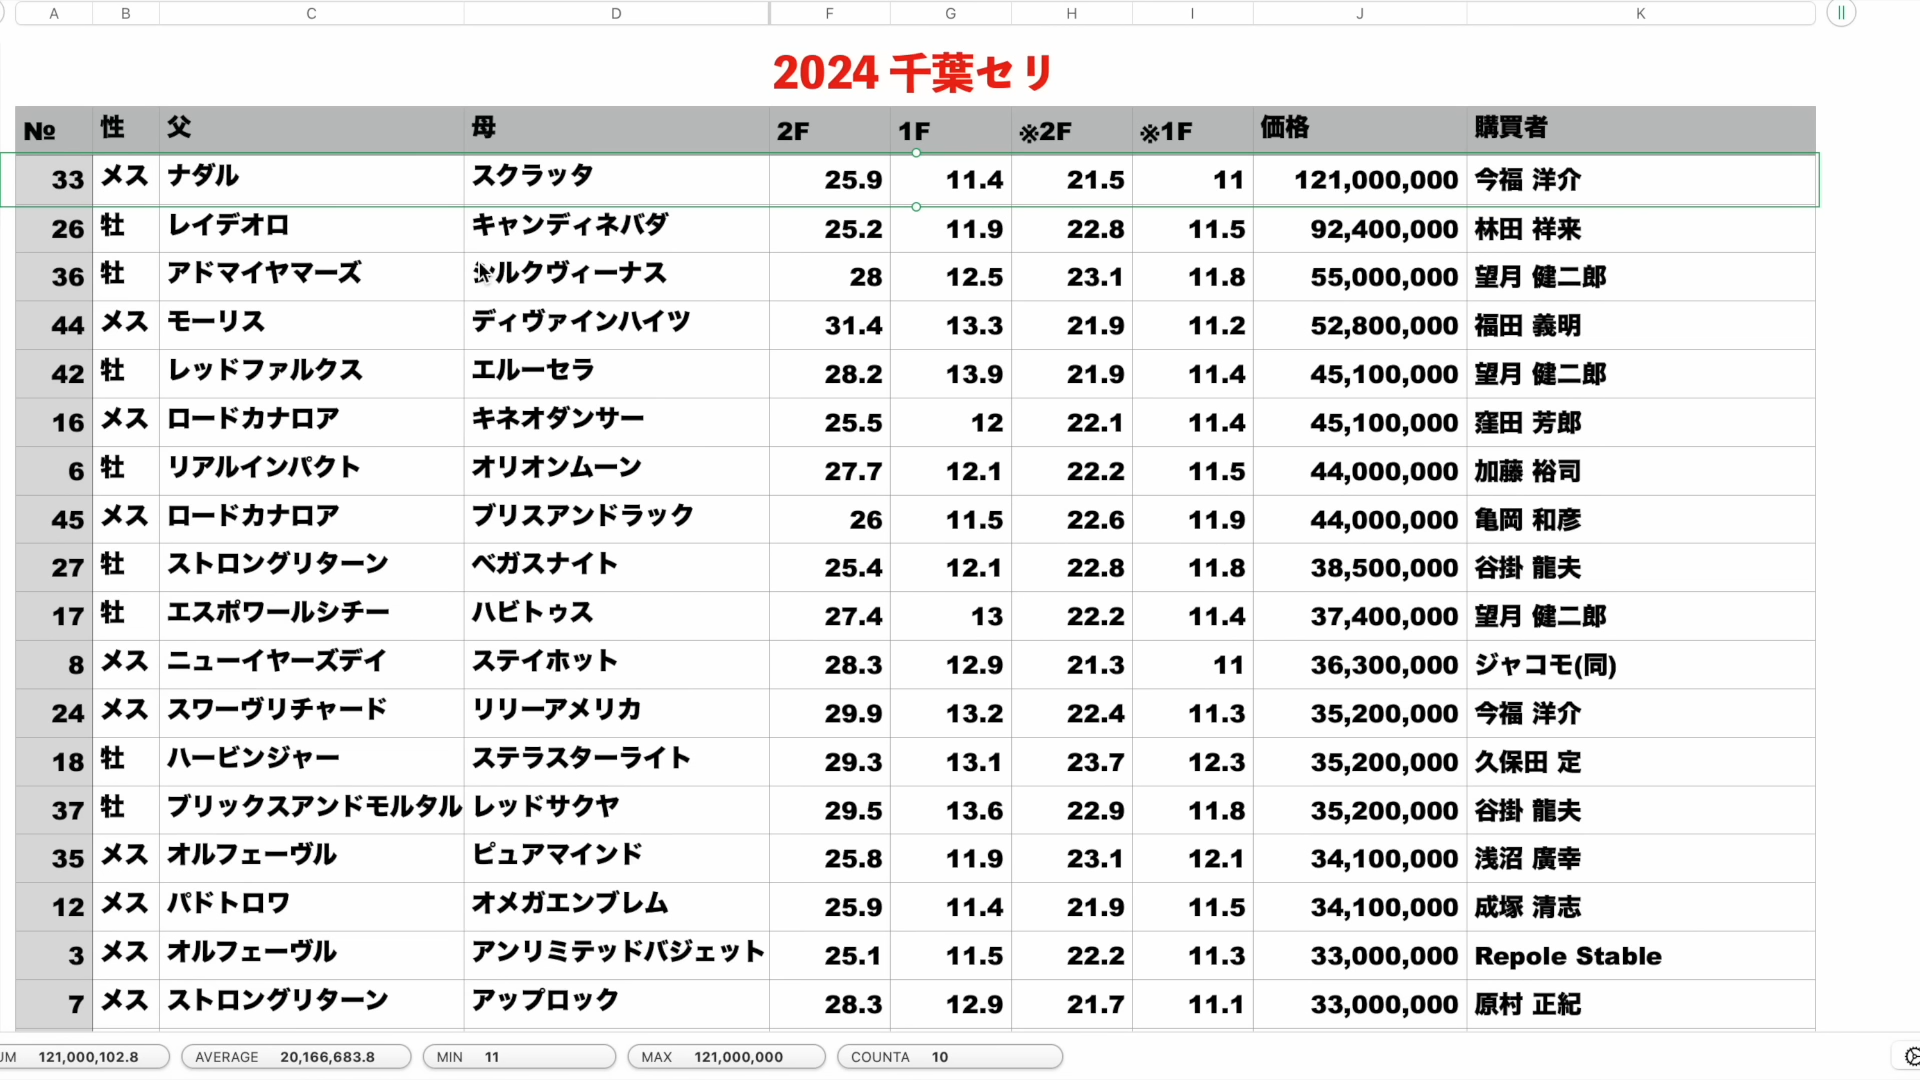 A B C D F G H I J K
2024 千葉セリ
№ 性 父 母 2F 1F ※2F ※1F 価格 購買者
33 メス ナダル スクラッタ 25.9 11.4 21.5 11 121,000,000 今福 洋介
26 牡 レイデオロ キャンディネバダ 25.2 11.9 22.8 11.5 92,400,000 林田 祥来
36 牡 アドマイヤマーズ ルクヴィーナス 28 12.5 23.1 11.8 55,000,000 望月 健二郎
44 メス モーリス ディヴァインハイツ 31.4 13.3 21.9 11.2 52,800,000 福田 義明
42 牡 レッドファルクス エルーセラ 28.2 13.9 21.9 11.4 45,100,000 望月 健二郎
16 メス ロードカナロア キネオダンサー 25.5 12 22.1 11.4 45,100,000 窪田 芳郎
6 牡 リアルインパクト オリオンムーン 27.7 12.1 22.2 11.5 44,000,000 加藤 裕司
45 メス ロードカナロア ブリスアンドラック 26 11.5 22.6 11.9 44,000,000 亀岡 和彦
27 牡 ストロングリターン ベガスナイト 25.4 12.1 22.8 11.8 38,500,000 谷掛 龍夫
17 牡 エスポワールシチー ハビトゥス 27.4 13 22.2 11.4 37,400,000 望月 健二郎
8 メス ニューイヤーズデイ ステイホット 28.3 12.9 21.3 11 36,300,000 ジャコモ(同)
24 メス スワーヴリチャード リリーアメリカ 29.9 13.2 22.4 11.3 35,200,000 今福 洋介
18 牡 ハービンジャー ステラスターライト 29.3 13.1 23.7 12.3 35,200,000 久保田 定
37 牡 ブリックスアンドモルタル レッドサクヤ 29.5 13.6 22.9 11.8 35,200,000 谷掛 龍夫
35 メス オルフェーヴル ピュアマインド 25.8 11.9 23.1 12.1 34,100,000 浅沼 廣幸
12 メス パドトロワ オメガエンブレム 25.9 11.4 21.9 11.5 34,100,000 成塚 清志
3 メス オルフェーヴル アンリミテッドバジェット 25.1 11.5 22.2 11.3 33,000,000 Repole Stable
7 メス ストロングリターン アップロック 28.3 12.9 21.7 11.1 33,000,000 原村 正紀
UM 121,000,102.8 AVERAGE 20,166,683.8 MIN 11 MAX 121,000,000 COUNTA 10